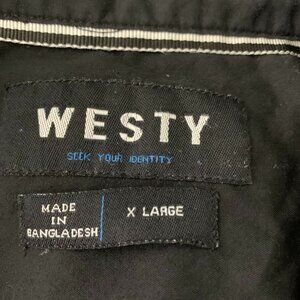 WESTY
SEEK YOUR IDENTITY
MADE
IN
BANGLADESH
X LARGE